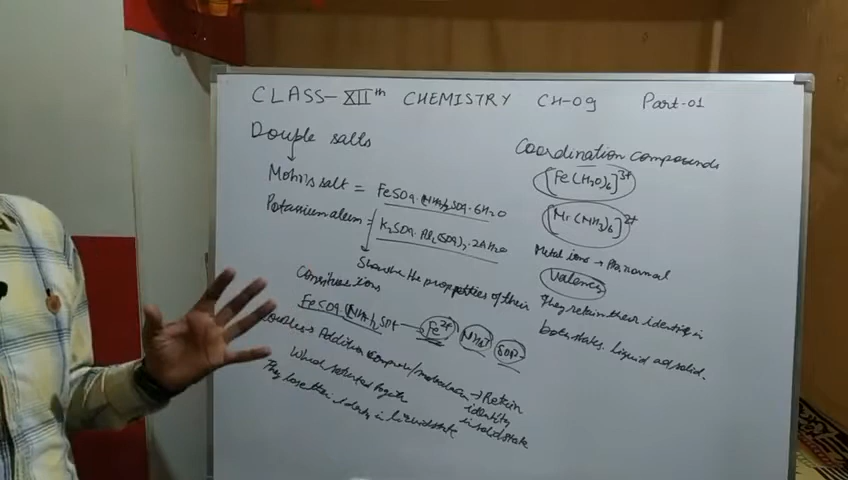 CLASS-XIIth CHEMISTRY CH-09 Part-01
Double salts
Mohr's salt = FeSO4.(NH4)2SO4.6H2O
Potassium alum = K2SO4.Al2(SO4)3.24H2O
Show the the properties of their
Constituent ions
FeSO4.(NH4)2SO4 → Fe2+ NH4+ SO42-
Addition compounds/molecular → Retain
identity
in solid state
They lose their identity in liquid state
Coordination compounds
[Fe(H2O)6]3+
[Ni(NH3)6]2+
Metal ions → normal
Valency
They retain their identity in
both states. liquid and solid.